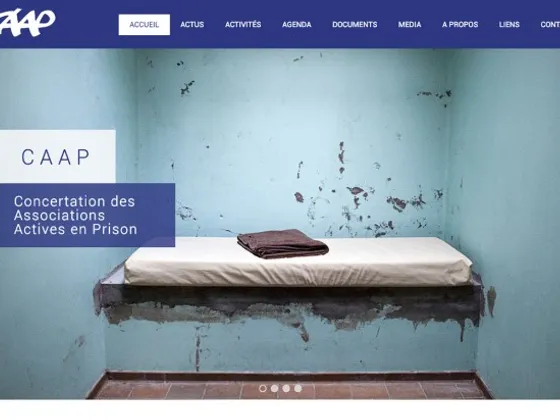 CAAP
ACCUEIL
ACTUS
ACTIVITÉS
AGENDA
DOCUMENTS
MEDIA
A PROPOS
LIENS
CONT
CAAP
Concertation des
Associations
Actives en Prison